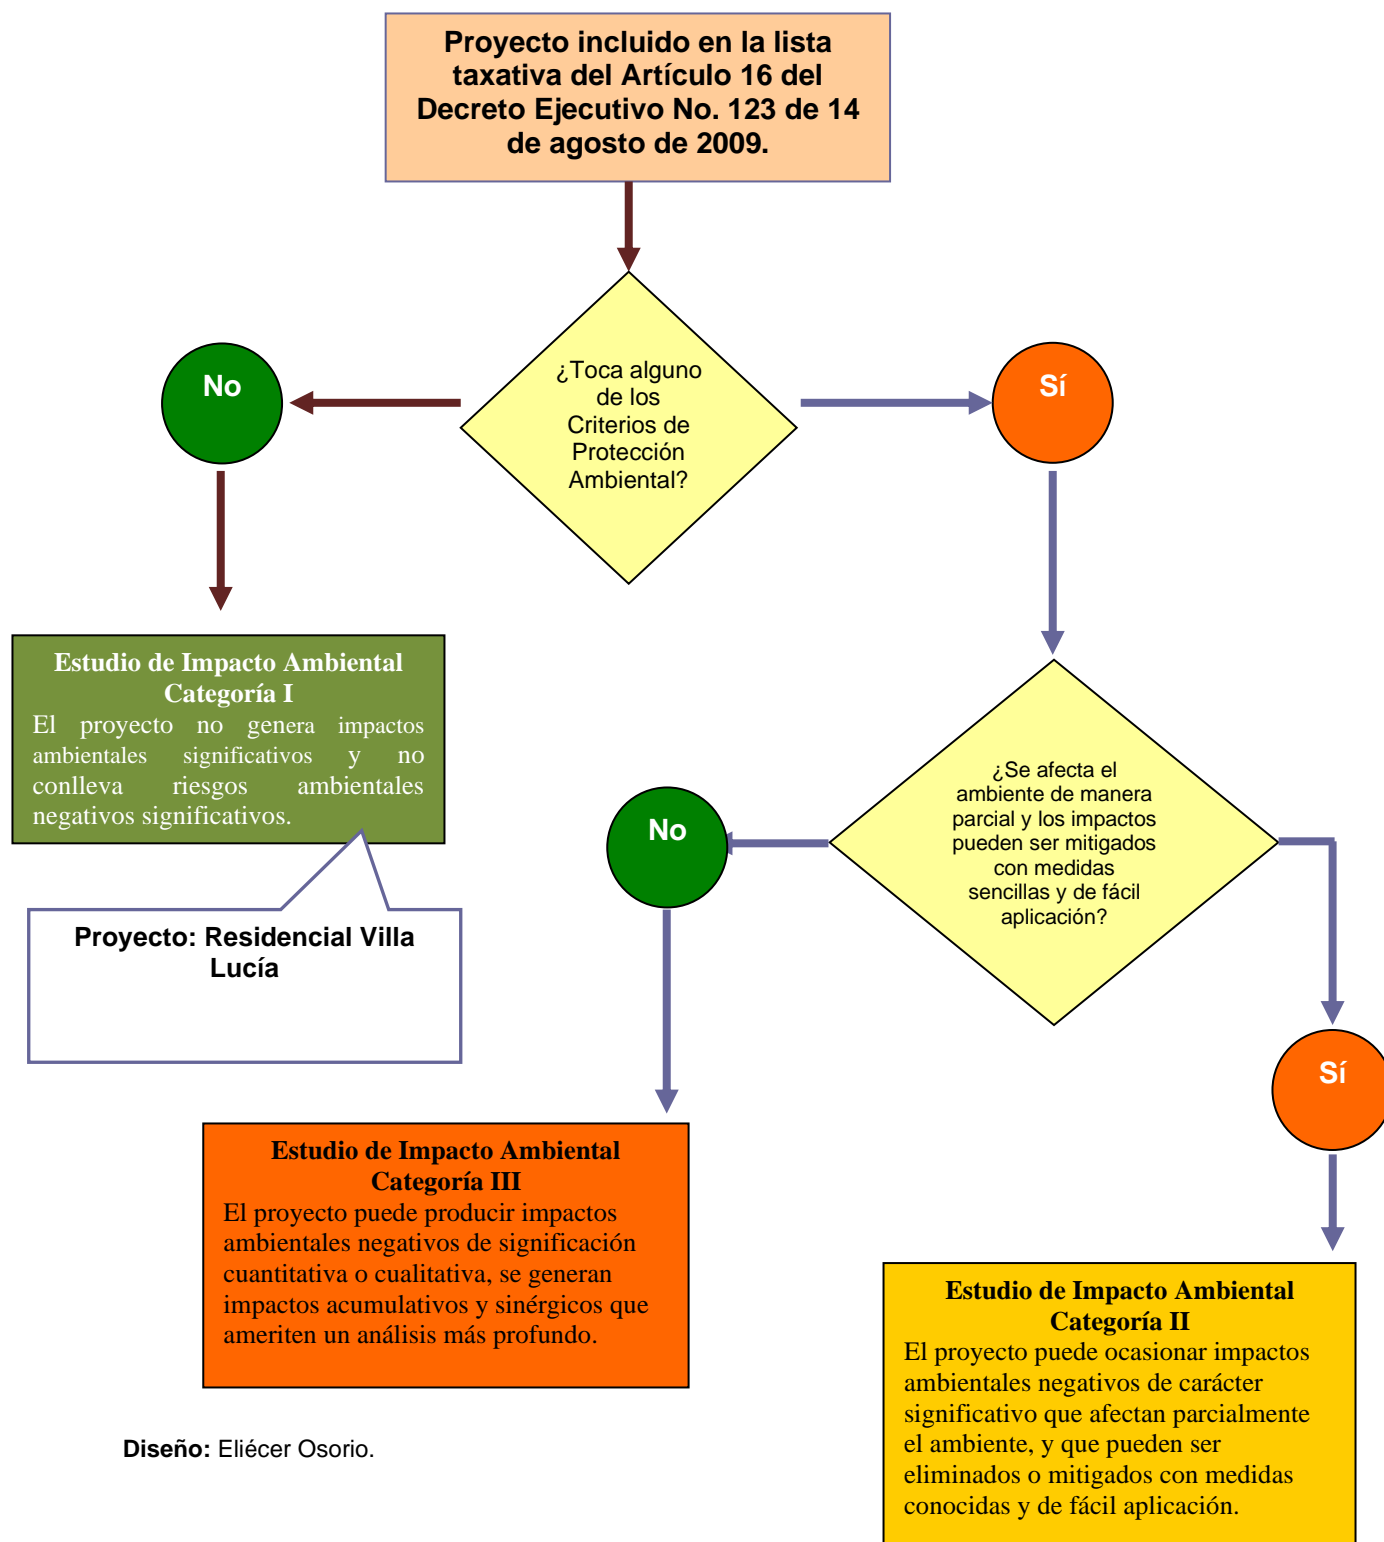 Proyecto incluido en la lista
taxativa del Artículo 16 del
Decreto Ejecutivo No. 123 de 14
de agosto de 2009.
¿Toca alguno
de los
Criterios de
Protección
Ambiental?
No
Sí
Estudio de Impacto Ambiental
Categoría I
El proyecto no genera impactos
ambientales significativos y no
conlleva riesgos ambientales
negativos significativos.
Proyecto: Residencial Villa
Lucía
¿Se afecta el
ambiente de manera
parcial y los impactos
pueden ser mitigados
con medidas
sencillas y de fácil
aplicación?
No
Sí
Estudio de Impacto Ambiental
Categoría III
El proyecto puede producir impactos
ambientales negativos de significación
cuantitativa o cualitativa, se generan
impactos acumulativos y sinérgicos que
ameriten un análisis más profundo.
Estudio de Impacto Ambiental
Categoría II
El proyecto puede ocasionar impactos
ambientales negativos de carácter
significativo que afectan parcialmente
el ambiente, y que pueden ser
eliminados o mitigados con medidas
conocidas y de fácil aplicación.
Diseño: Eliécer Osorio.